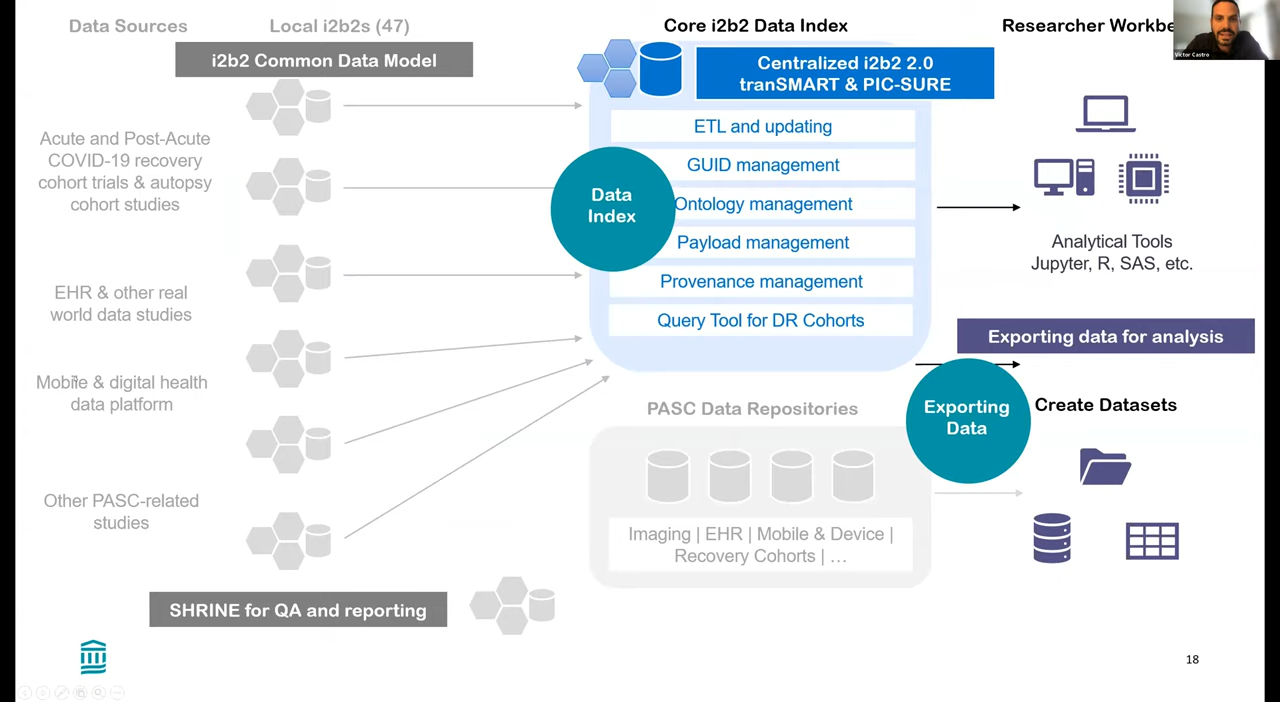 Data Sources
Local i2b2s (47)
Core i2b2 Data Index
Researcher Workbe
Victor Castro
i2b2 Common Data Model
Centralized i2b2 2.0
tranSMART & PIC-SURE
Acute and Post-Acute
COVID-19 recovery
cohort trials & autopsy
cohort studies
EHR & other real
world data studies
Mobile & digital health
data platform
Other PASC-related
studies
SHRINE for QA and reporting
Data
Index
ETL and updating
GUID management
Ontology management
Payload management
Provenance management
Query Tool for DR Cohorts
PASC Data Repositories
Imaging | EHR | Mobile & Device |
Recovery Cohorts | …
Analytical Tools
Jupyter, R, SAS, etc.
Exporting data for analysis
Exporting
Data
Create Datasets
18